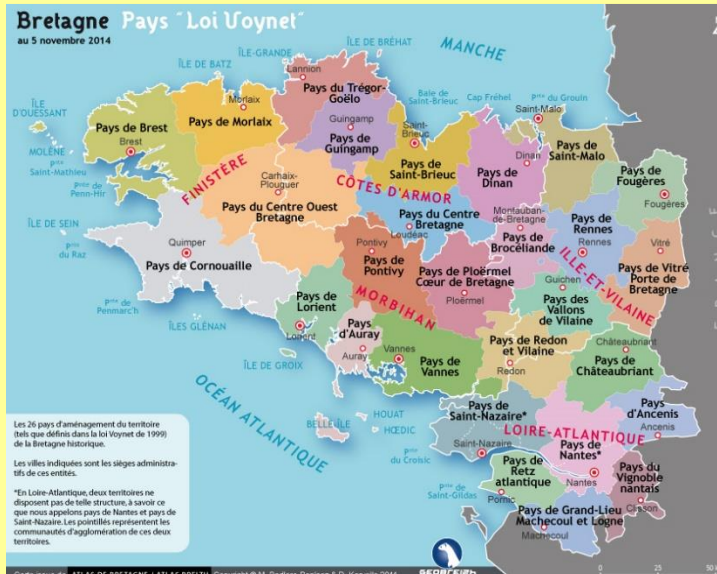 Bretagne Pays "Loi Voynet"
au 5 novembre 2014
MANCHE
ÎLE DE BRÉHAT
ÎLE-GRANDE
ÎLE DE BATZ
Lannion
Pays du Trégor-
Goëlo
Baie de
Saint-Brieuc
Cap Fréhel
Pnte du Grouin
Saint-Malo
ÎLE
D'OUESSANT
Morlaix
Pays de Morlaix
Pays de Brest
Brest
Guingamp
Pays de
Guingamp
Saint-
Brieuc
Pays de
Saint-Brieuc
Dinan
Pays de
Dinan
Pays de
Saint-Malo
MOLÈNE
Pnte
Saint-Mathieu
Pnte de
Penn-Hir
FINISTÈRE
Carhaix-
Plouguer
Pays du Centre Ouest
Bretagne
CÔTES D'ARMOR
Pays du Centre
Bretagne
Loudéac
Montauban-
de-Bretagne
Pays de
Brocéliande
Pays de
Rennes
Rennes
Pays de
Fougères
Fougères
ÎLE DE SEIN
Pnte
du Raz
Quimper
Pays de Cornouaille
Pontivy
Pays de
Pontivy
Pays de Ploërmel
Cœur de Bretagne
Ploërmel
ILLE-ET-VILAINE
Vitré
Pays de Vitré
Porte de
Bretagne
Guichen
Pays des
Vallons
de Vilaine
Pnte de
Penmarc'h
ÎLES GLÉNAN
Pays de
Lorient
Lorient
MORBIHAN
ÎLE DE GROIX
Pays
d'Auray
Auray
Vannes
Pays de
Vannes
Pays de Redon
et Vilaine
Redon
Châteaubriant
Pays de
Châteaubriant
OCÉAN ATLANTIQUE
BELLE-ÎLE
HOUAT
HŒDIC
Pays de
Saint-Nazaire*
Saint-Nazaire
LOIRE-ATLANTIQUE
Pays
d'Ancenis
Ancenis
Pays de
Nantes*
Nantes
Pnte
du Croisic
Pnte de
Saint-Gildas
Pays de
Retz
atlantique
Pornic
Pays du
Vignoble
nantais
Clisson
Pays de Grand-Lieu
Machecoul et Logne
Machecoul
Les 26 pays d'aménagement du territoire
(tels que définis dans la loi Voynet de 1999)
de la Bretagne historique.
Les villes indiquées sont les sièges administra-
tifs de ces entités.
*En Loire-Atlantique, deux territoires ne
disposent pas de telle structure, à savoir ce
que nous appelons pays de Nantes et pays de
Saint-Nazaire. Les pointillés représentent les
communautés d'agglomération de ces deux
territoires.
GEOBREIZH
0 25 50